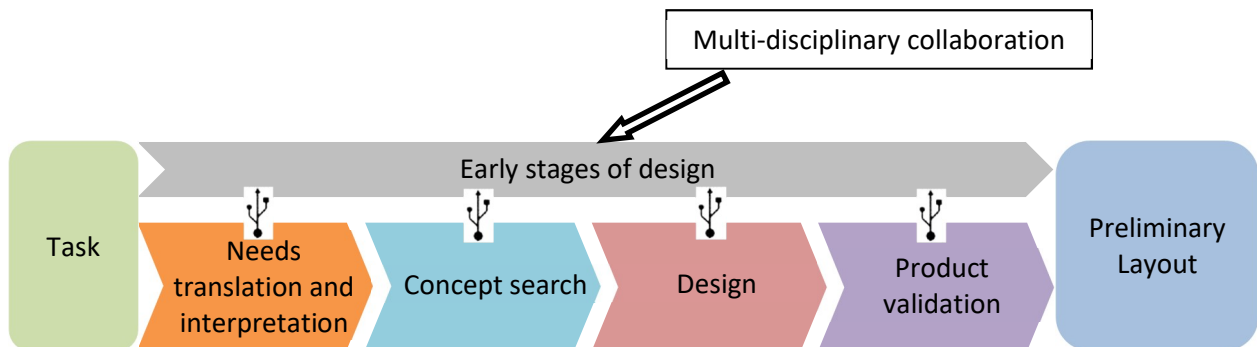 Multi-disciplinary collaboration
Early stages of design
Task
Needs
translation and
interpretation
Concept search
Design
Product
validation
Preliminary
Layout